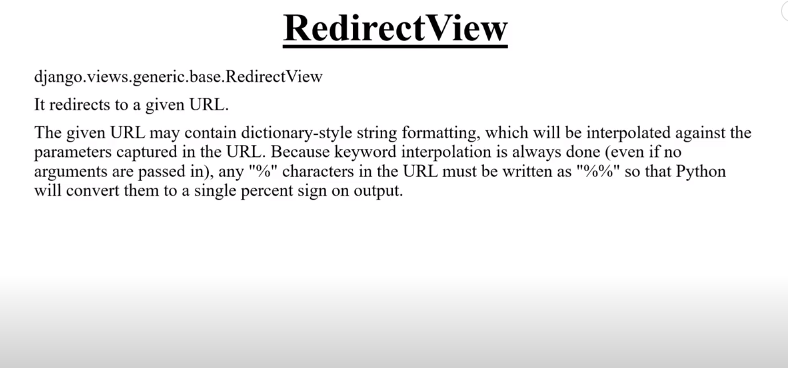 RedirectView
django.views.generic.base.RedirectView
It redirects to a given URL.
The given URL may contain dictionary-style string formatting, which will be interpolated against the
parameters captured in the URL. Because keyword interpolation is always done (even if no
arguments are passed in), any "%" characters in the URL must be written as "%%" so that Python
will convert them to a single percent sign on output.